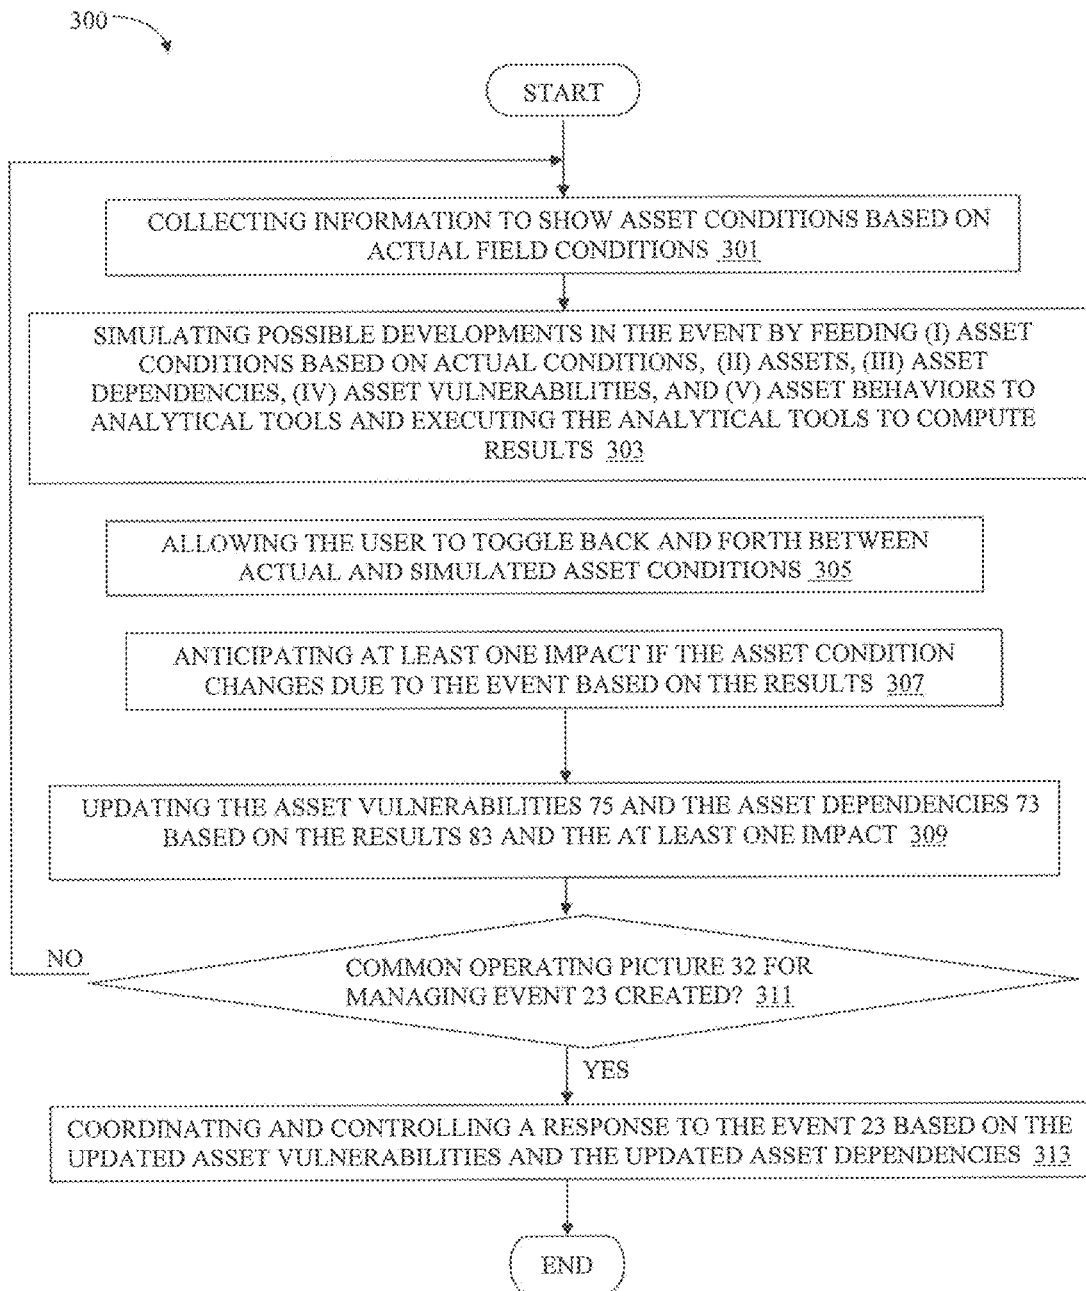 300
START
COLLECTING INFORMATION TO SHOW ASSET CONDITIONS BASED ON
ACTUAL FIELD CONDITIONS 301
SIMULATING POSSIBLE DEVELOPMENTS IN THE EVENT BY FEEDING (I) ASSET
CONDITIONS BASED ON ACTUAL CONDITIONS, (II) ASSETS, (III) ASSET
DEPENDENCIES, (IV) ASSET VULNERABILITIES, AND (V) ASSET BEHAVIORS TO
ANALYTICAL TOOLS AND EXECUTING THE ANALYTICAL TOOLS TO COMPUTE
RESULTS 303
ALLOWING THE USER TO TOGGLE BACK AND FORTH BETWEEN
ACTUAL AND SIMULATED ASSET CONDITIONS 305
ANTICIPATING AT LEAST ONE IMPACT IF THE ASSET CONDITION
CHANGES DUE TO THE EVENT BASED ON THE RESULTS 307
UPDATING THE ASSET VULNERABILITIES 75 AND THE ASSET DEPENDENCIES 73
BASED ON THE RESULTS 83 AND THE AT LEAST ONE IMPACT 309
NO
COMMON OPERATING PICTURE 32 FOR
MANAGING EVENT 23 CREATED? 311
YES
COORDINATING AND CONTROLLING A RESPONSE TO THE EVENT 23 BASED ON THE
UPDATED ASSET VULNERABILITIES AND THE UPDATED ASSET DEPENDENCIES 313
END